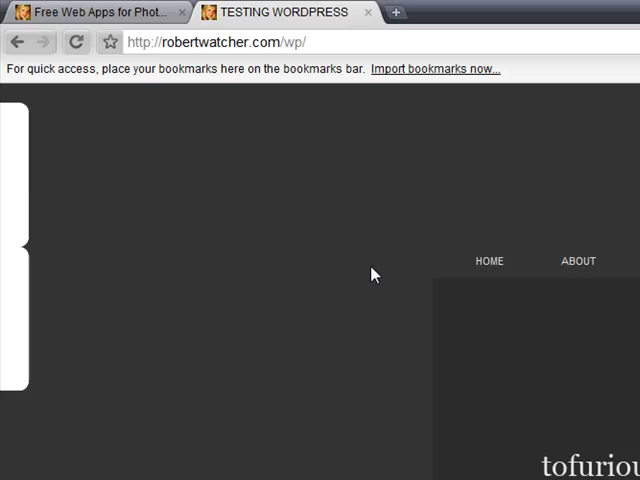 Free Web Apps for Phot...
TESTING WORDPRESS
http://robertwatcher.com/wp/
For quick access, place your bookmarks here on the bookmarks bar. Import bookmarks now...
HOME
ABOUT
tofuriou